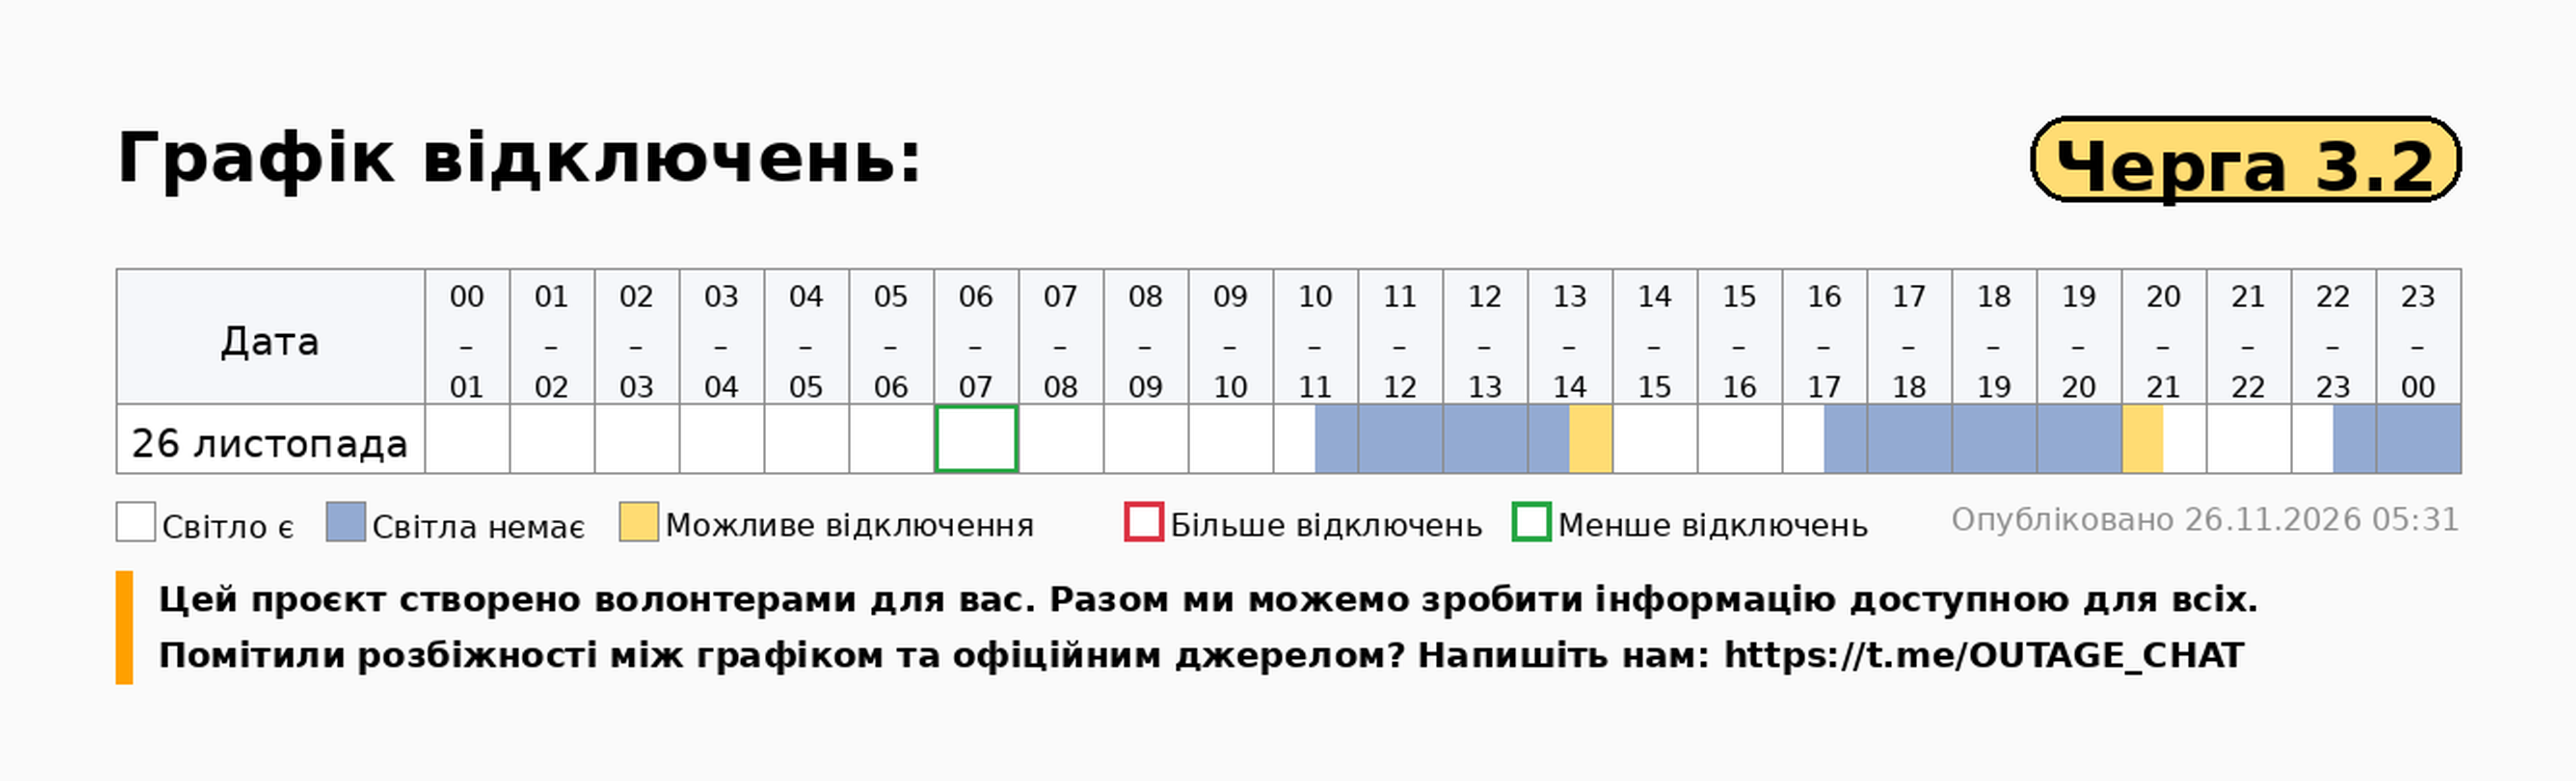 Графік відключень:
Черга 3.2
Дата
00 – 01
01 – 02
02 – 03
03 – 04
04 – 05
05 – 06
06 – 07
07 – 08
08 – 09
09 – 10
10 – 11
11 – 12
12 – 13
13 – 14
14 – 15
15 – 16
16 – 17
17 – 18
18 – 19
19 – 20
20 – 21
21 – 22
22 – 23
23 – 00
26 листопада
Світло є
Світла немає
Можливе відключення
Більше відключень
Менше відключень
Опубліковано 26.11.2026 05:31
Цей проєкт створено волонтерами для вас. Разом ми можемо зробити інформацію доступною для всіх.
Помітили розбіжності між графіком та офіційним джерелом? Напишіть нам: https://t.me/OUTAGE_CHAT